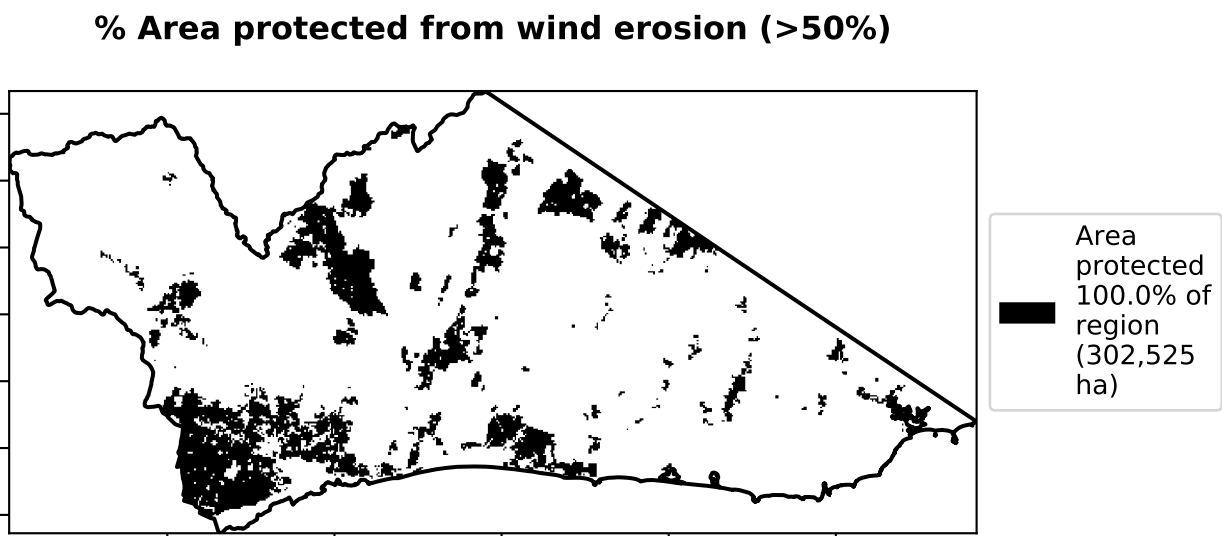 % Area protected from wind erosion (>50%)
Area
protected
100.0% of
region
(302,525
ha)